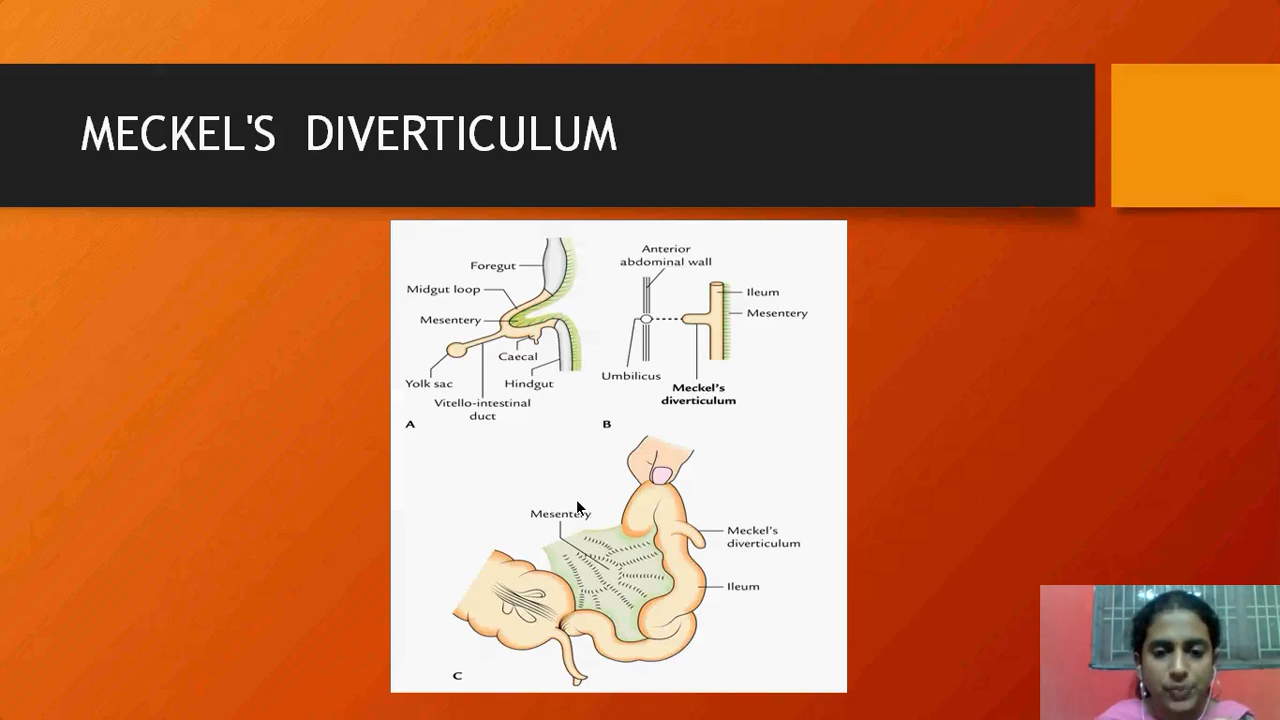 MECKEL'S DIVERTICULUM
Foregut
Midgut loop
Mesentery
Caecal
Yolk sac
Hindgut
Vitello-intestinal
duct
A
Anterior
abdominal wall
Ileum
Mesentery
Umbilicus
Meckel's
diverticulum
B
Mesentery
Meckel's
diverticulum
Ileum
C